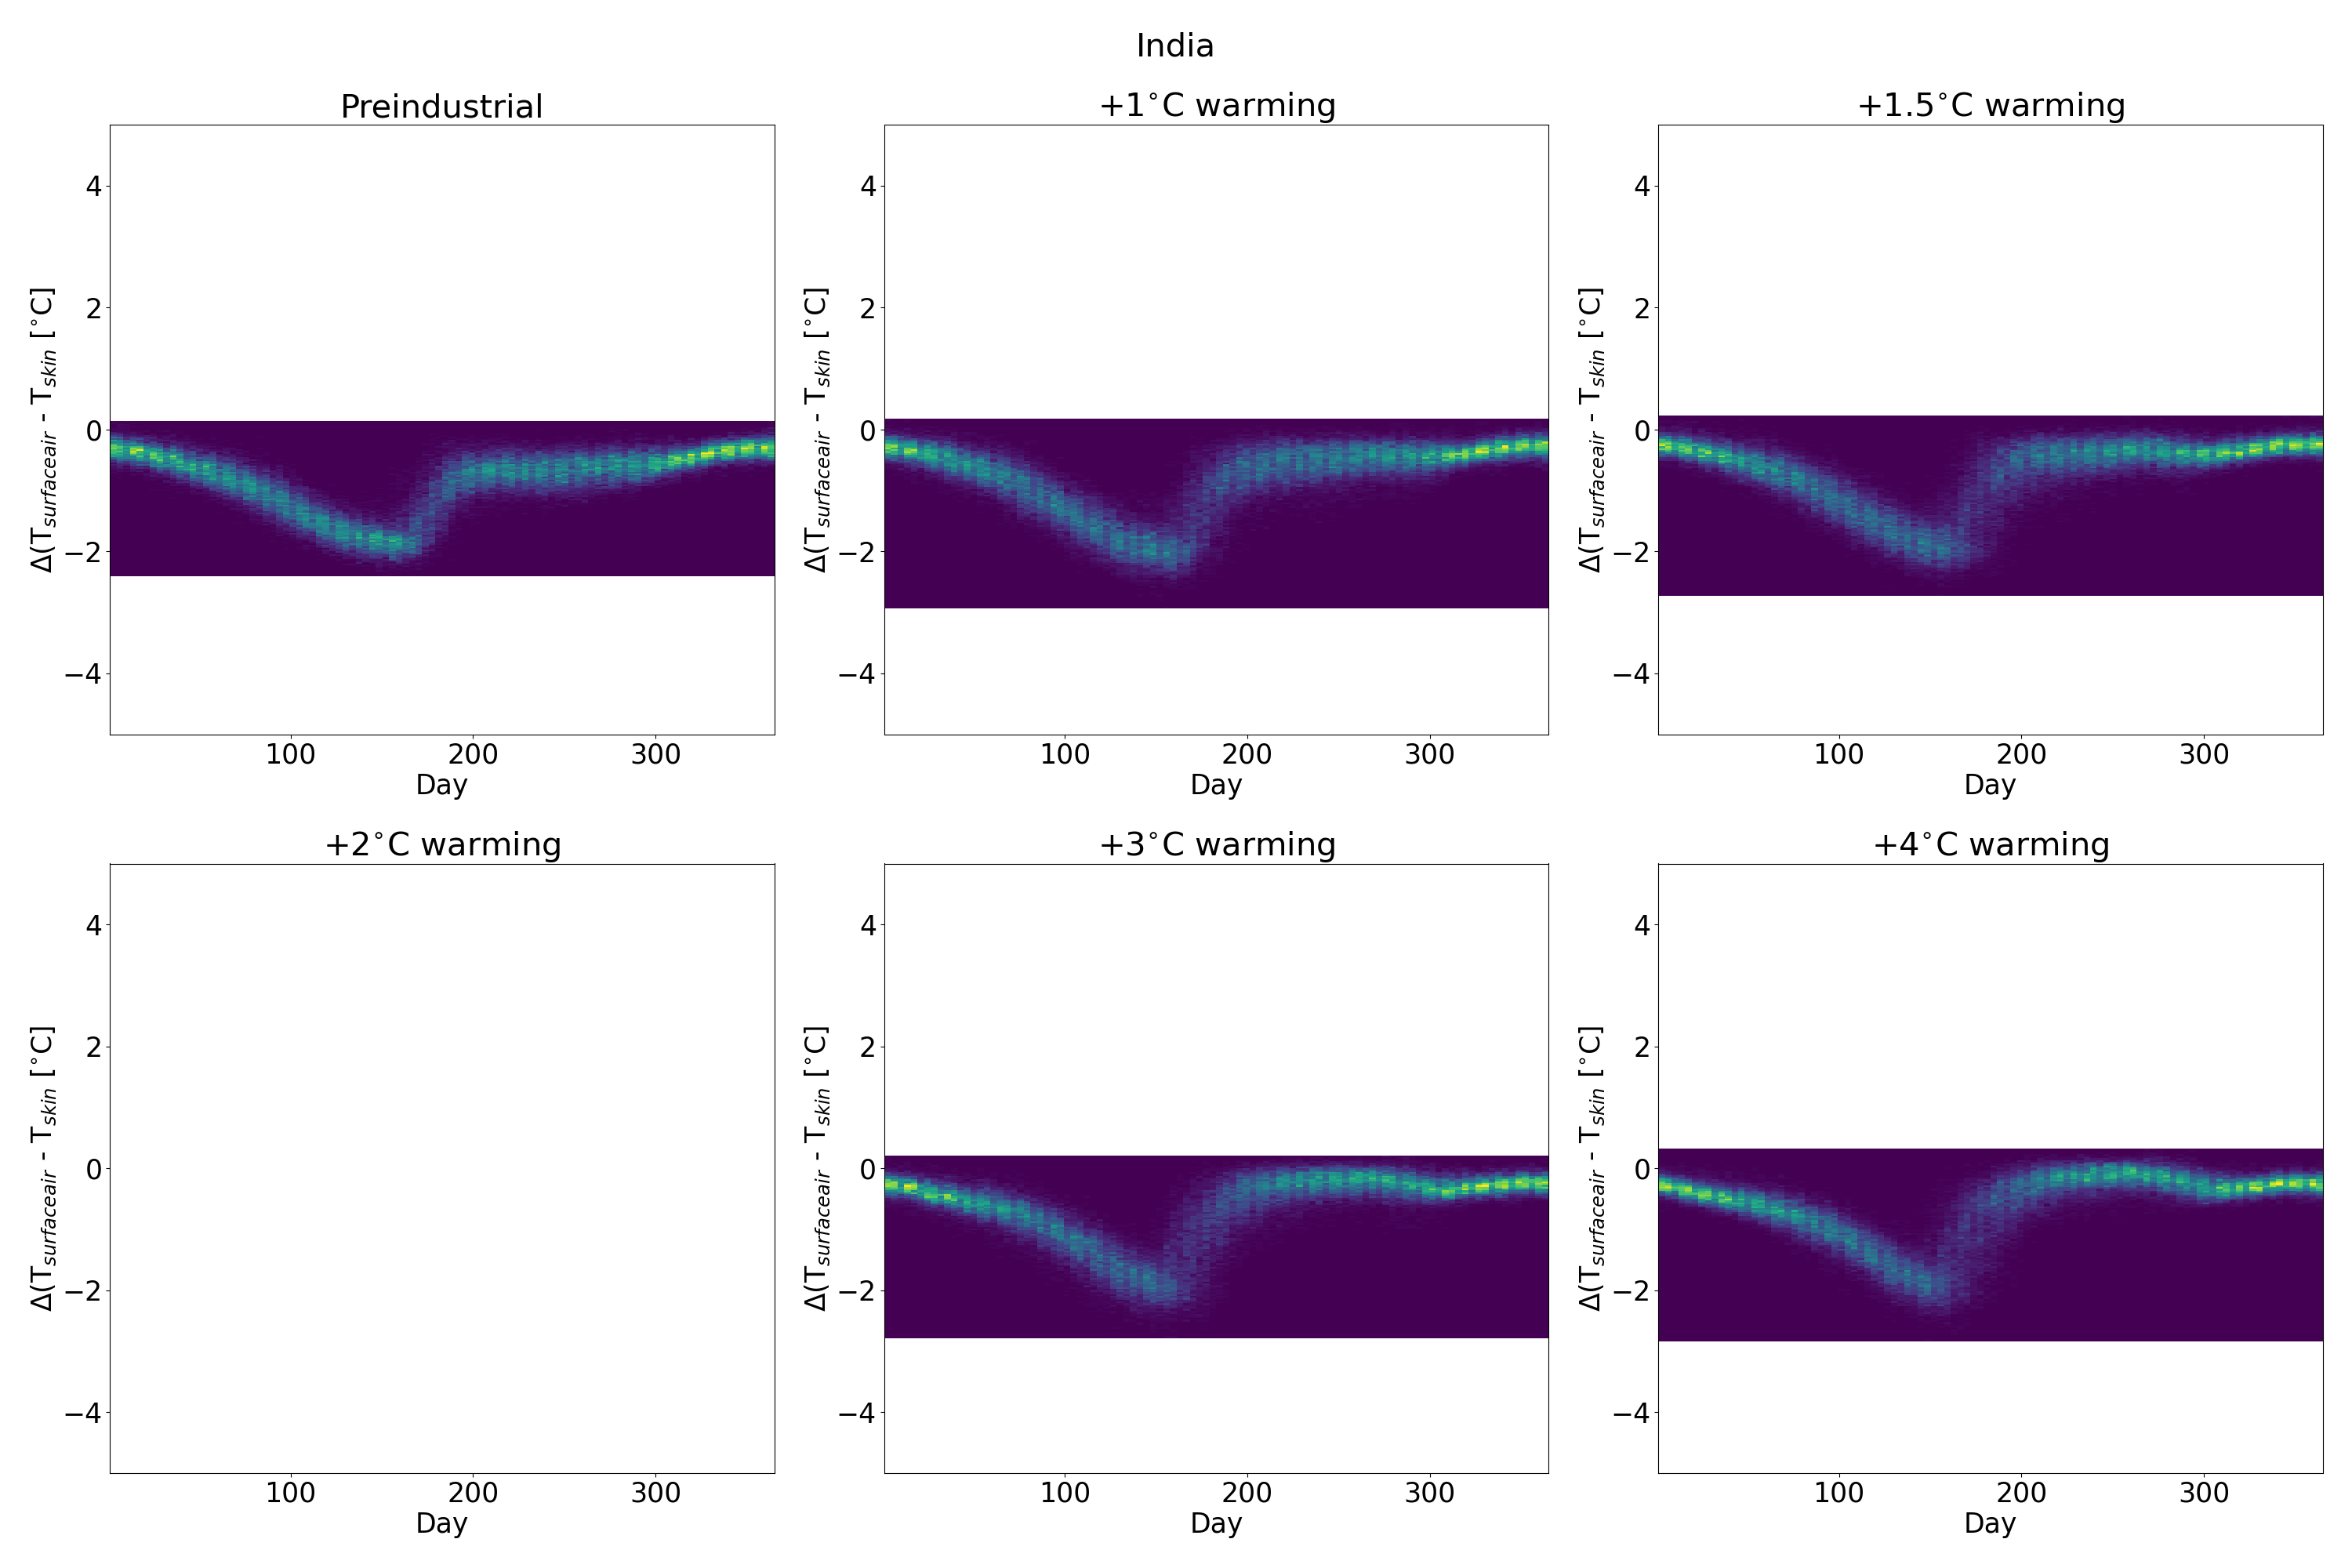 India
Preindustrial
+1°C warming
+1.5°C warming
Δ(T_surfaceair - T_skin [°C]
4
2
0
−2
−4
100 200 300
Day
Δ(T_surfaceair - T_skin [°C]
4
2
0
−2
−4
100 200 300
Day
Δ(T_surfaceair - T_skin [°C]
4
2
0
−2
−4
100 200 300
Day
+2°C warming
+3°C warming
+4°C warming
Δ(T_surfaceair - T_skin [°C]
4
2
0
−2
−4
100 200 300
Day
Δ(T_surfaceair - T_skin [°C]
4
2
0
−2
−4
100 200 300
Day
Δ(T_surfaceair - T_skin [°C]
4
2
0
−2
−4
100 200 300
Day